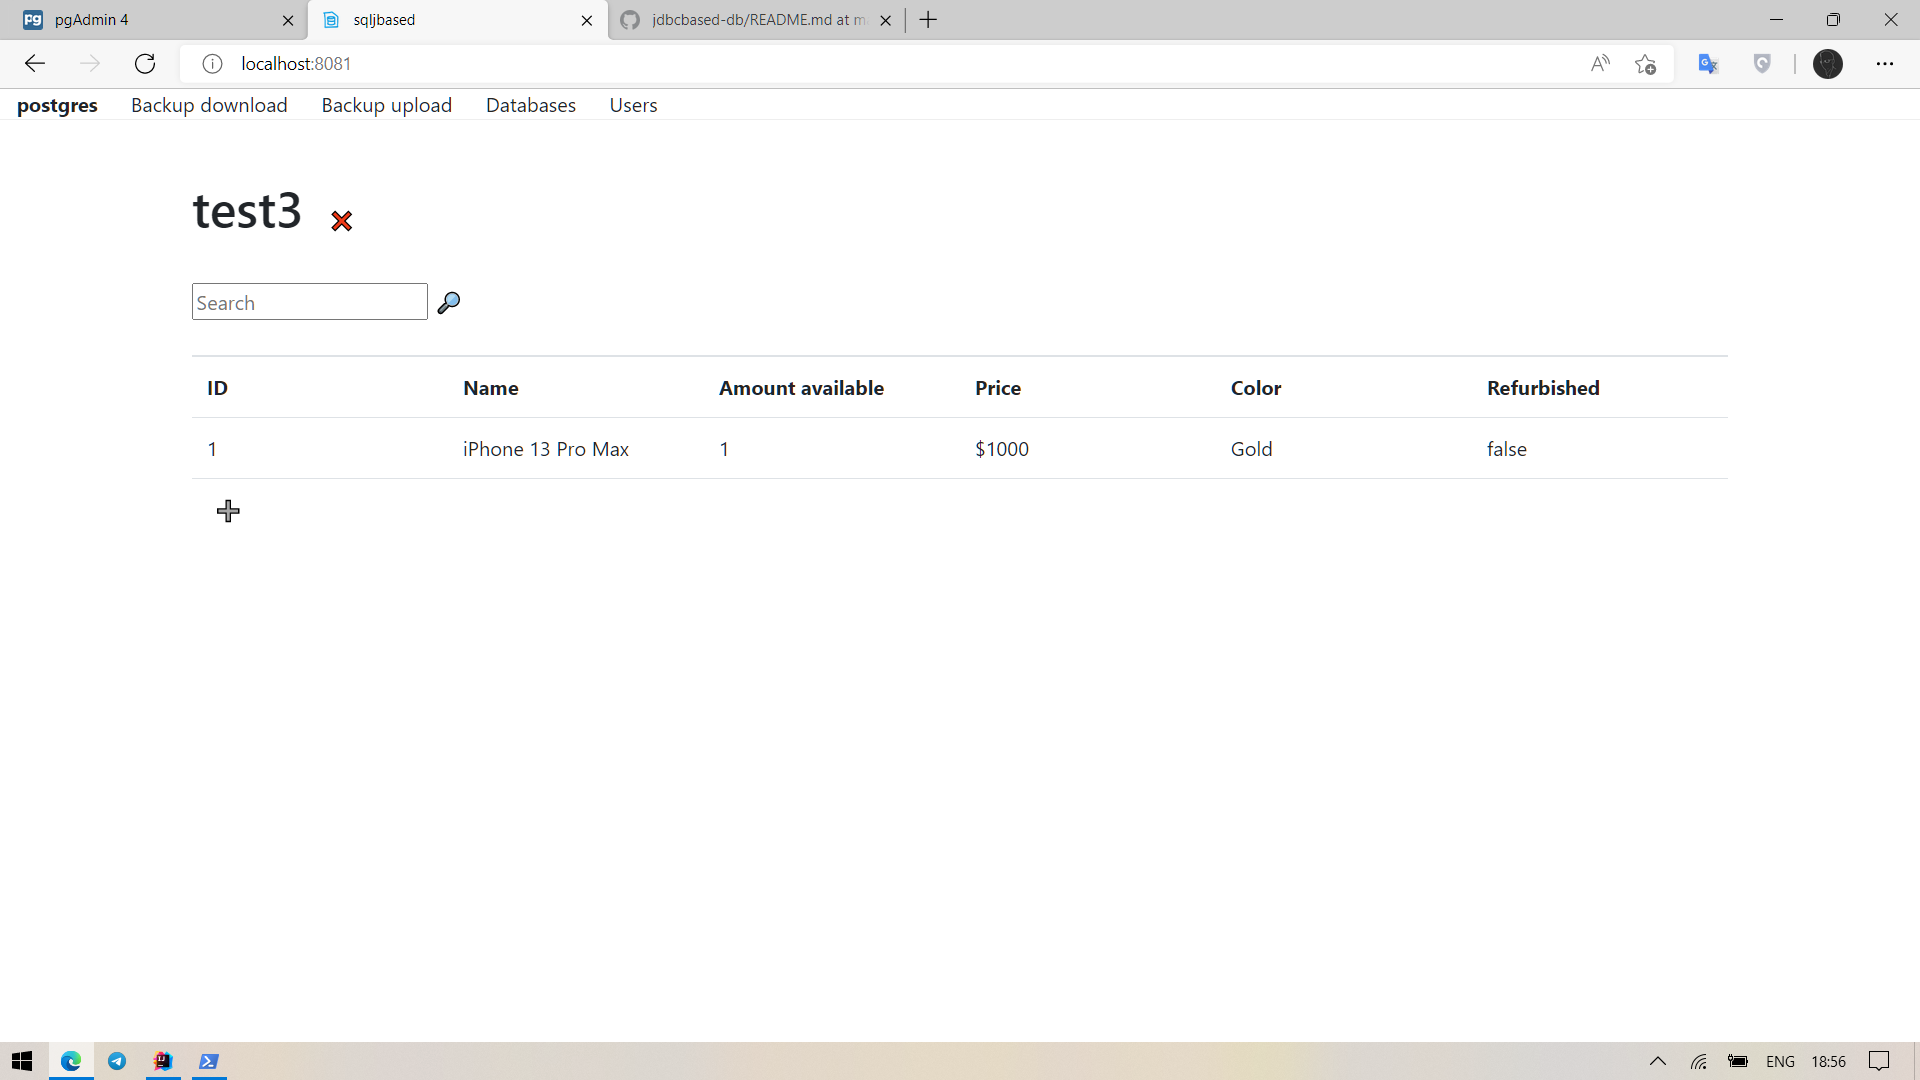 pgAdmin 4
sqljbased
jdbcbased-db/README.md at m
localhost:8081
postgres Backup download Backup upload Databases Users
test3
Search
ID Name Amount available Price Color Refurbished
1 iPhone 13 Pro Max 1 $1000 Gold false
ENG 18:56